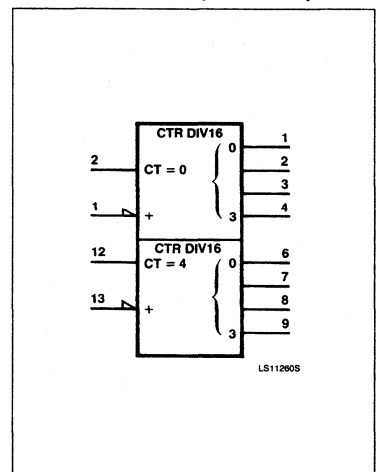 CTR DIV16
2 CT = 0 0 1
2
3
1 + 3 4
CTR DIV16
12 CT = 4 0 6
7
13 + 8
3 9
LS11260S